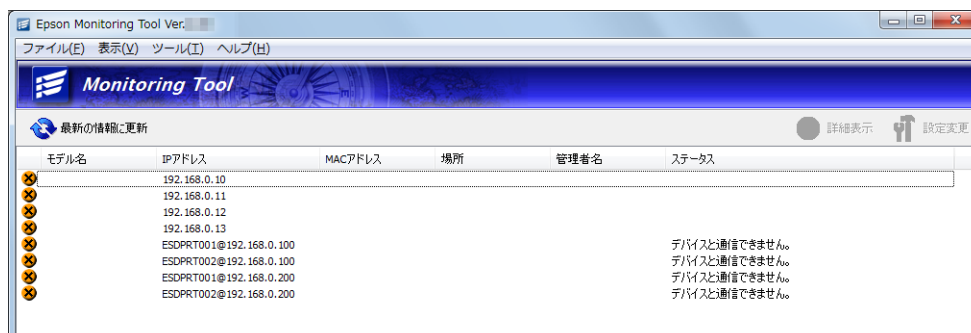 Epson Monitoring Tool Ver.
ファイル(F) 表示(V) ツール(T) ヘルプ(H)
Monitoring Tool
最新の情報に更新 詳細表示 設定変更
モデル名 IPアドレス MACアドレス 場所 管理者名 ステータス
192.168.0.10
192.168.0.11
192.168.0.12
192.168.0.13
ESDPRT001@192.168.0.100 デバイスと通信できません。
ESDPRT002@192.168.0.100 デバイスと通信できません。
ESDPRT001@192.168.0.200 デバイスと通信できません。
ESDPRT002@192.168.0.200 デバイスと通信できません。